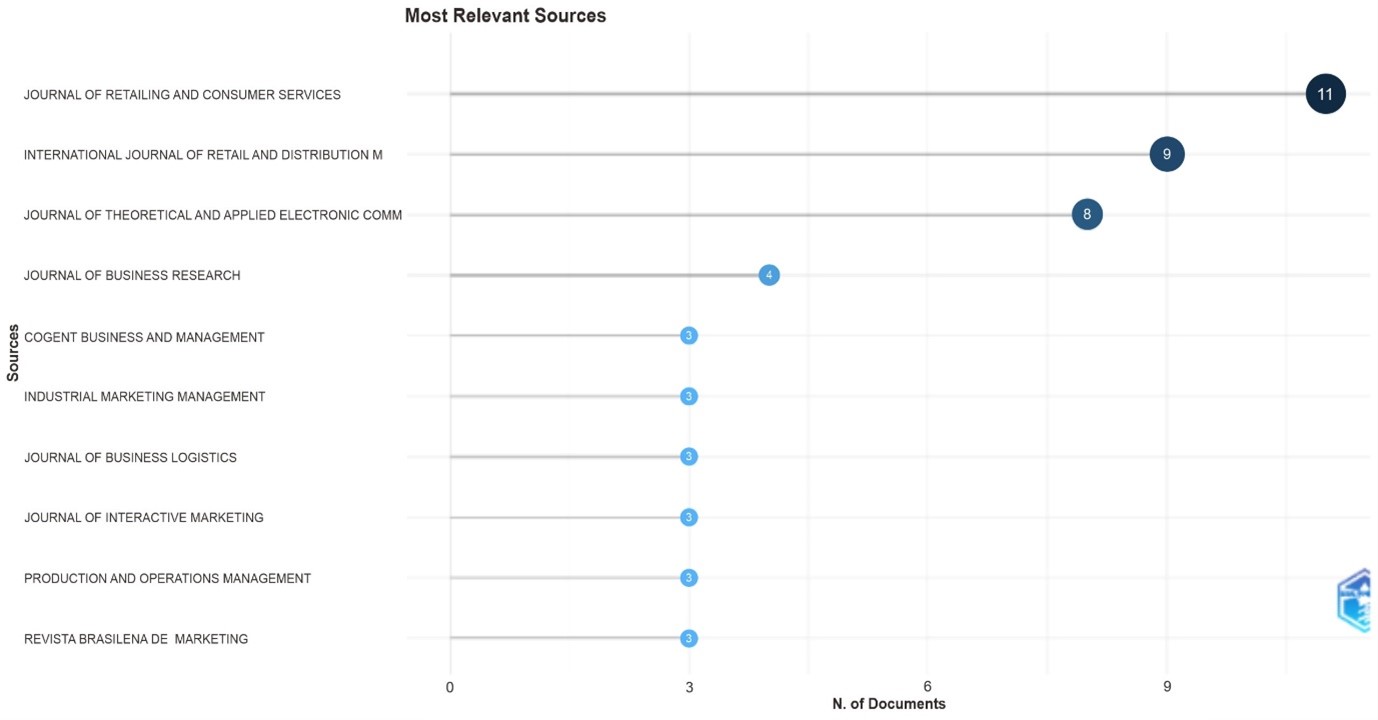 Most Relevant Sources
JOURNAL OF RETAILING AND CONSUMER SERVICES
11
INTERNATIONAL JOURNAL OF RETAIL AND DISTRIBUTION M
9
JOURNAL OF THEORETICAL AND APPLIED ELECTRONIC COMM
8
JOURNAL OF BUSINESS RESEARCH
4
Sources
COGENT BUSINESS AND MANAGEMENT
3
INDUSTRIAL MARKETING MANAGEMENT
3
JOURNAL OF BUSINESS LOGISTICS
3
JOURNAL OF INTERACTIVE MARKETING
3
PRODUCTION AND OPERATIONS MANAGEMENT
3
REVISTA BRASILENA DE MARKETING
3
0 3 6 9
N. of Documents